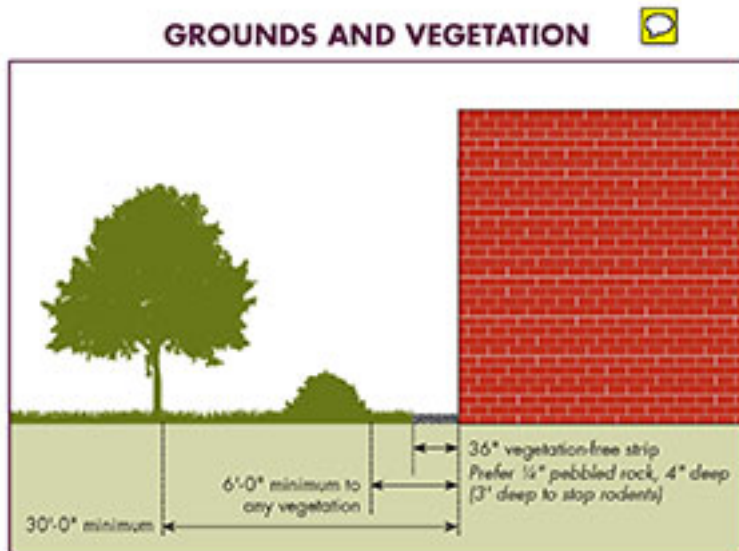 GROUNDS AND VEGETATION
36" vegetation-free strip
Prefer ¼" pebbled rock, 4" deep
(3' deep to stop rodents)
6'-0" minimum to
any vegetation
30'-0" minimum